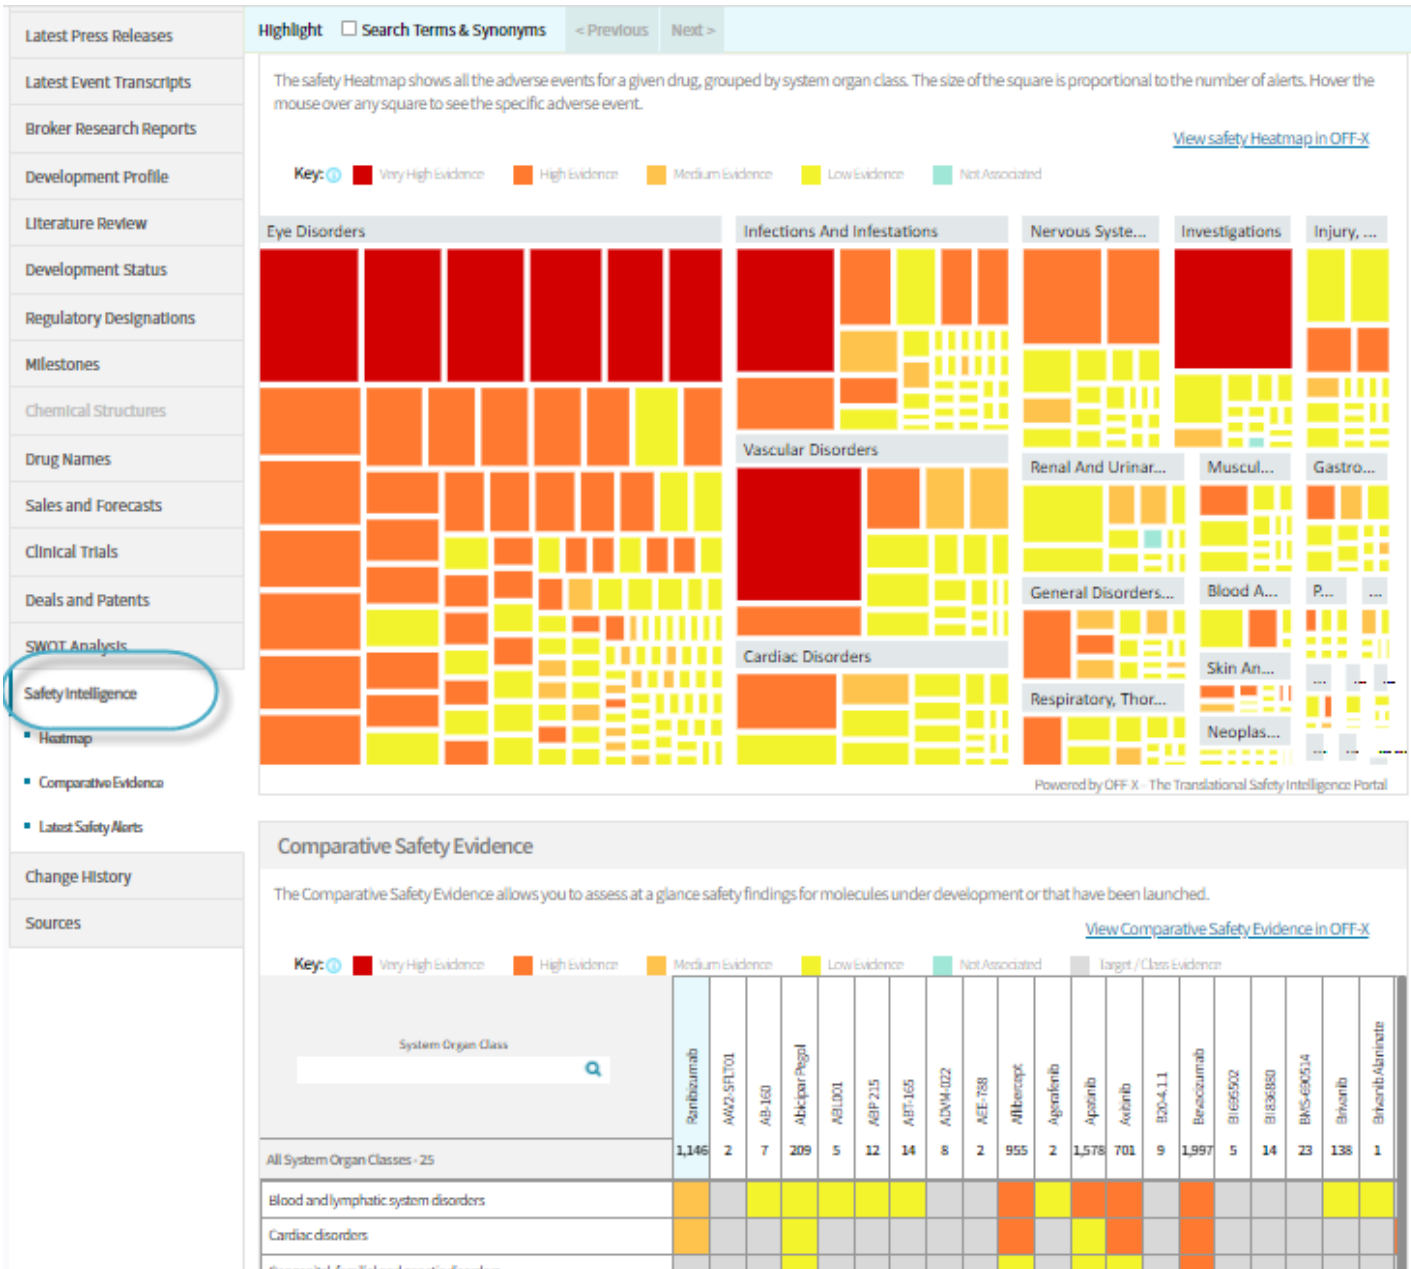 Latest Press Releases
Latest Event Transcripts
Broker Research Reports
Development Profile
Literature Review
Development Status
Regulatory Designations
Milestones
Chemical Structures
Drug Names
Sales and Forecasts
Clinical Trials
Deals and Patents
SWOT Analysis
Safety Intelligence
Heatmap
Comparative Evidence
Latest Safety Alerts
Change History
Sources
Highlight Search Terms & Synonyms < Previous Next >
The safety Heatmap shows all the adverse events for a given drug, grouped by system organ class. The size of the square is proportional to the number of alerts. Hover the
mouse over any square to see the specific adverse event.
View safety Heatmap in OFF-X
Key: Very High Evidence High Evidence Medium Evidence Low Evidence Not Associated
Eye Disorders Infections And Infestations Nervous Syste... Investigations Injury, ...
Vascular Disorders
Renal And Urinar... Muscul... Gastro...
General Disorders... Blood A... P... ...
Cardiac Disorders
Skin An... ... ... ...
Respiratory, Thor...
Neoplas...
... ... ...
Powered by OFF-X - The Translational Safety Intelligence Portal
Comparative Safety Evidence
The Comparative Safety Evidence allows you to assess at a glance safety findings for molecules under development or that have been launched.
View Comparative Safety Evidence in OFF-X
Key: Very High Evidence High Evidence Medium Evidence Low Evidence Not Associated Target / Class Evidence
System Organ Class
Ranibizumab
AAV2-SFLT01
AB-160
Abicipar Pegol
ABL001
ABP 215
ABT-165
ADVM-022
AEE-788
Aflibercept
Agerafenib
Apatinib
Axitinib
B20-4.1.1
Bevacizumab
BI 695502
BI 836880
BMS-690514
Brivanib
Brivanib Alaninate
All System Organ Classes - 25 1,146 2 7 209 5 12 14 8 2 955 2 1,578 701 9 1,997 5 14 23 138 1
Blood and lymphatic system disorders
Cardiac disorders